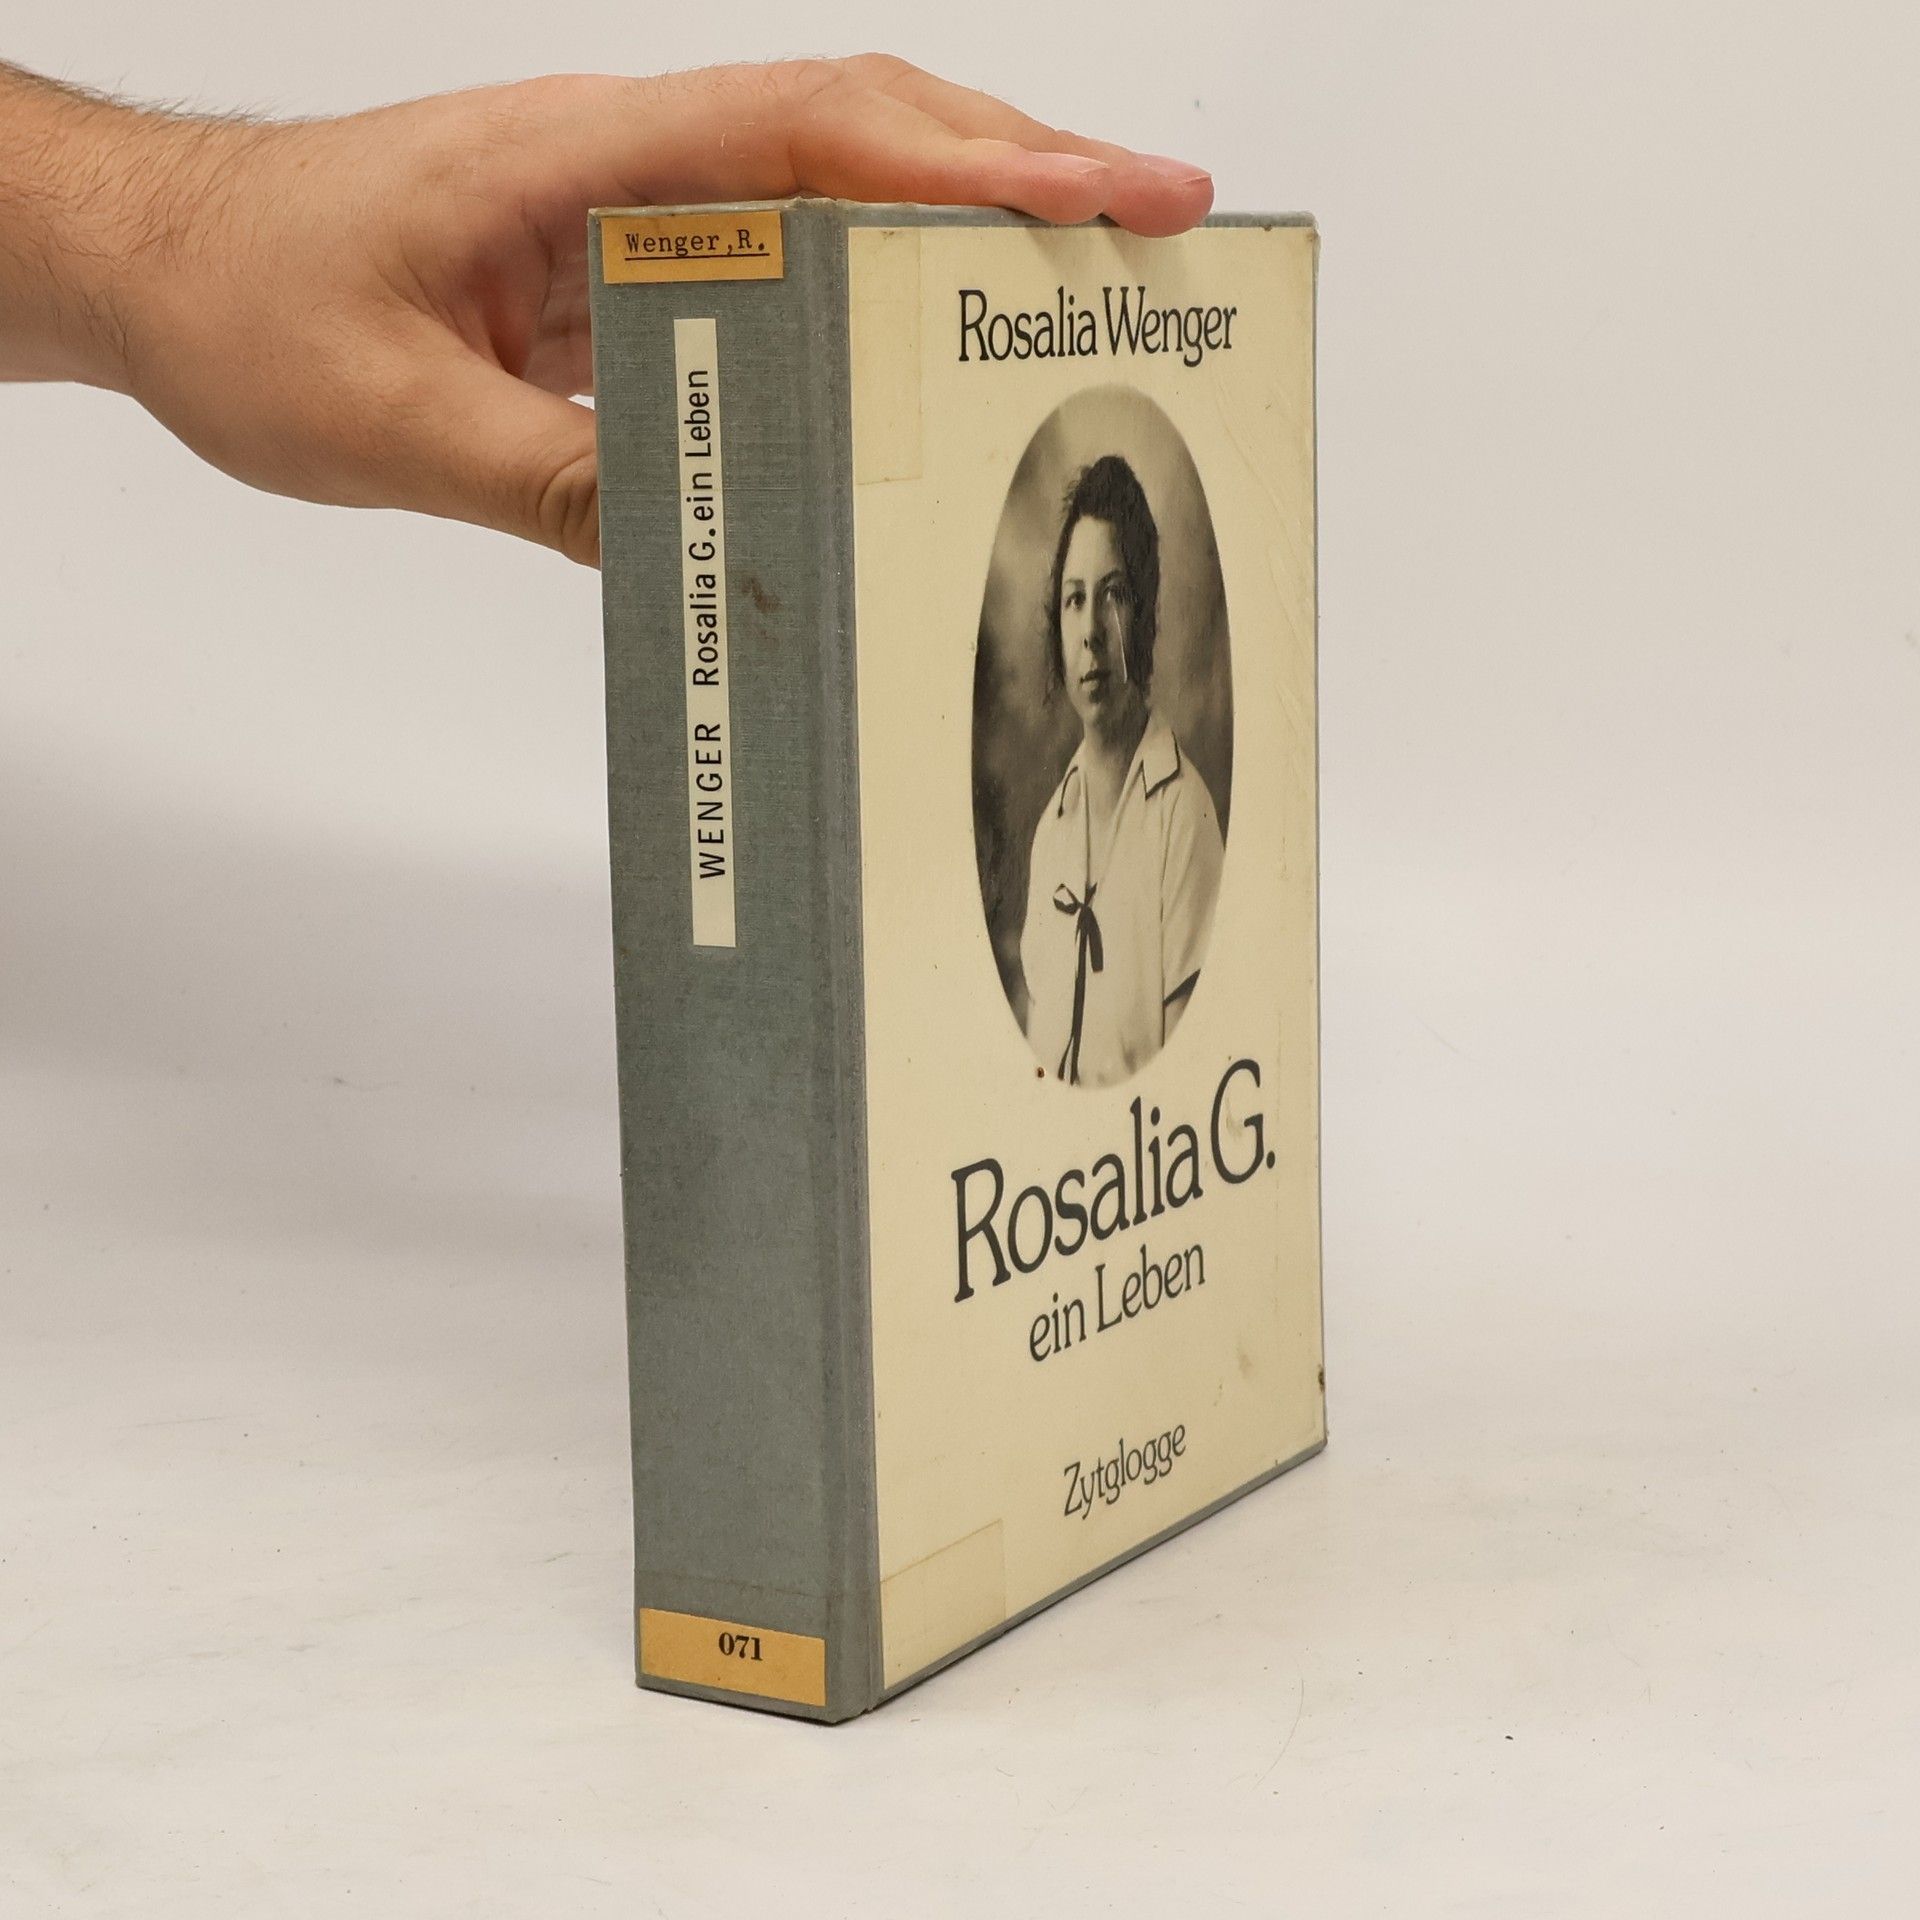 Wenger,R.
WENGER Rosalia G. ein Leben
071
Rosalia Wenger
Rosalia G.
ein Leben
Zytglogge